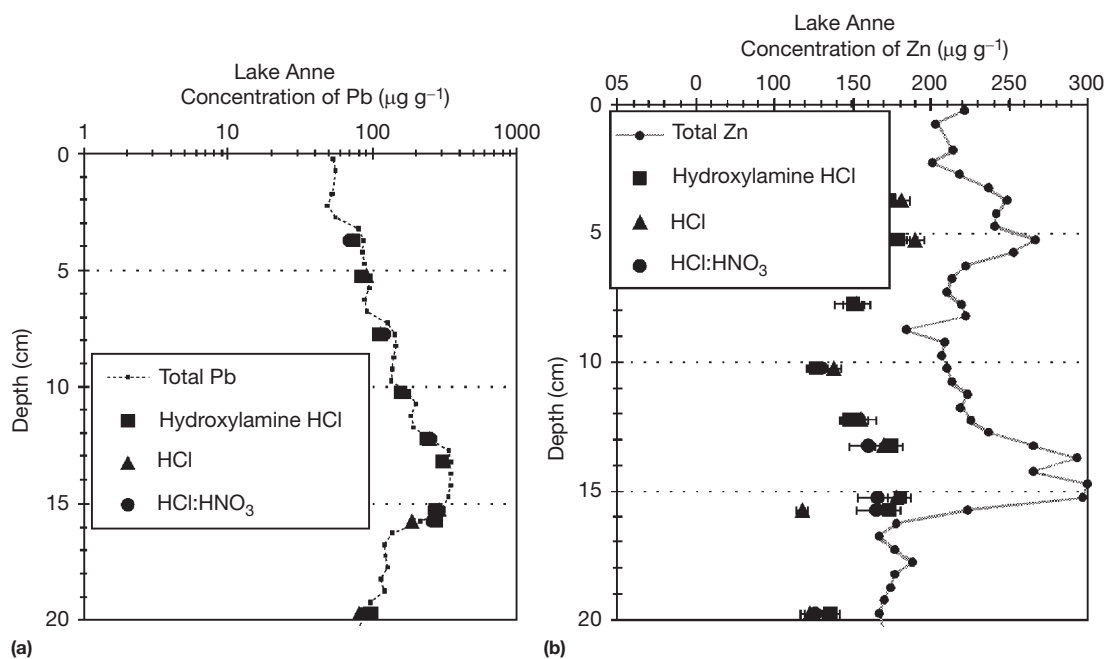 Lake Anne
Concentration of Pb (μg g⁻¹)
1 10 100 1000
0
5
10
15
20
Depth (cm)
Total Pb
Hydroxylamine HCl
HCl
HCl:HNO₃
(a)
Lake Anne
Concentration of Zn (μg g⁻¹)
05 0 100 150 200 250 300
0
5
10
15
20
Depth (cm)
Total Zn
Hydroxylamine HCl
HCl
HCl:HNO₃
(b)